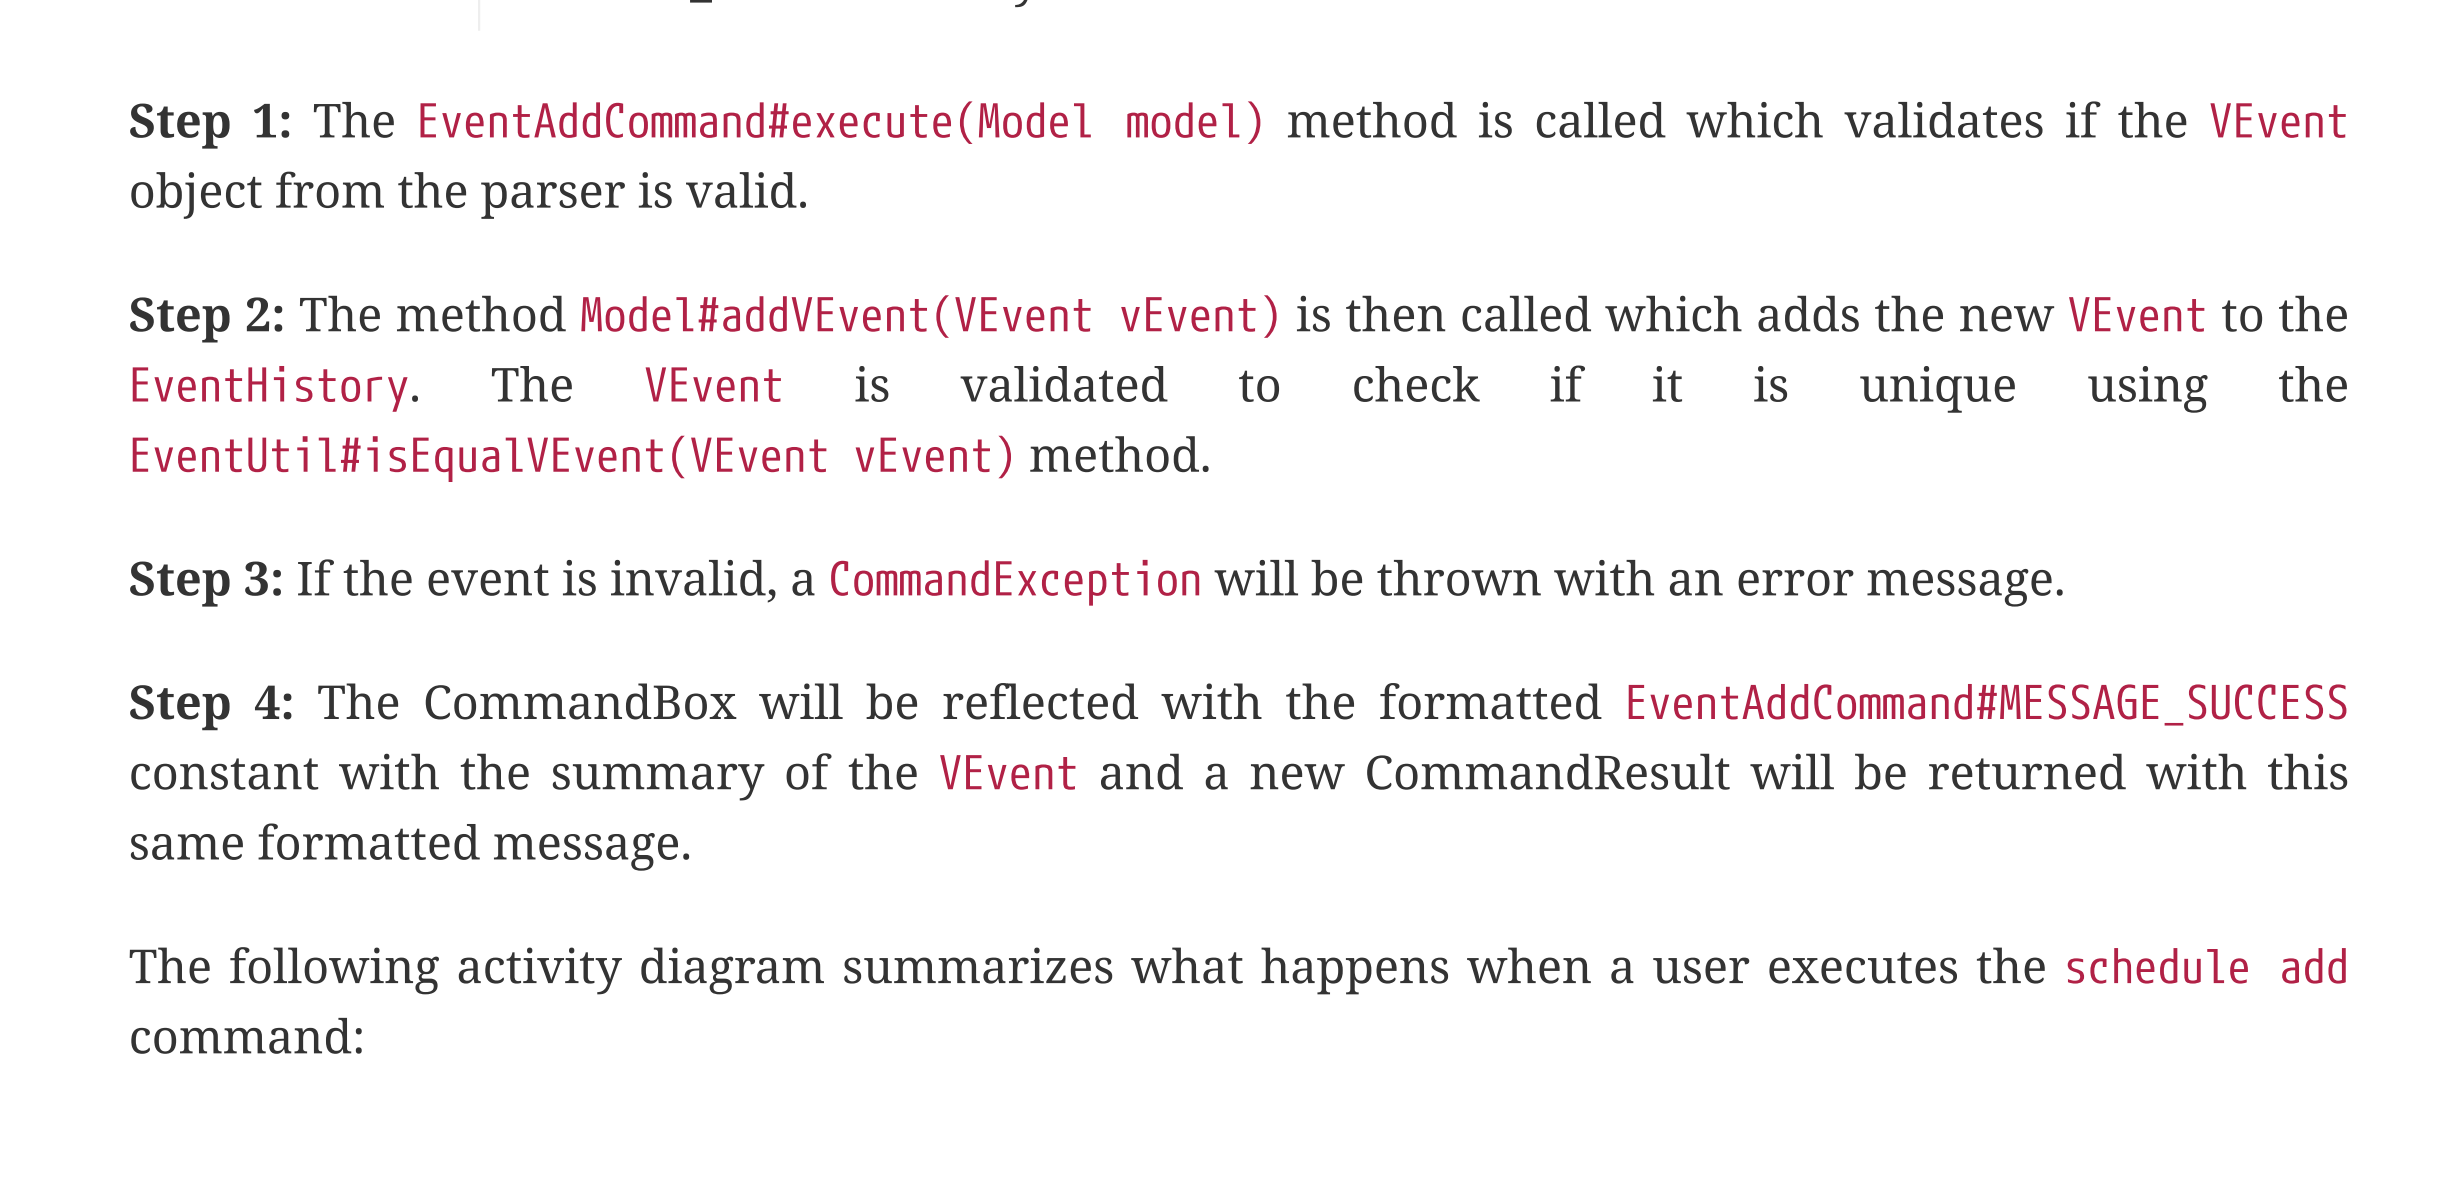 Step 1: The EventAddCommand#execute(Model model) method is called which validates if the VEvent
object from the parser is valid.
Step 2: The method Model#addVEvent(VEvent vEvent) is then called which adds the new VEvent to the
EventHistory. The VEvent is validated to check if it is unique using the
EventUtil#isEqualVEvent(VEvent vEvent) method.
Step 3: If the event is invalid, a CommandException will be thrown with an error message.
Step 4: The CommandBox will be reflected with the formatted EventAddCommand#MESSAGE_SUCCESS
constant with the summary of the VEvent and a new CommandResult will be returned with this
same formatted message.
The following activity diagram summarizes what happens when a user executes the schedule add
command: